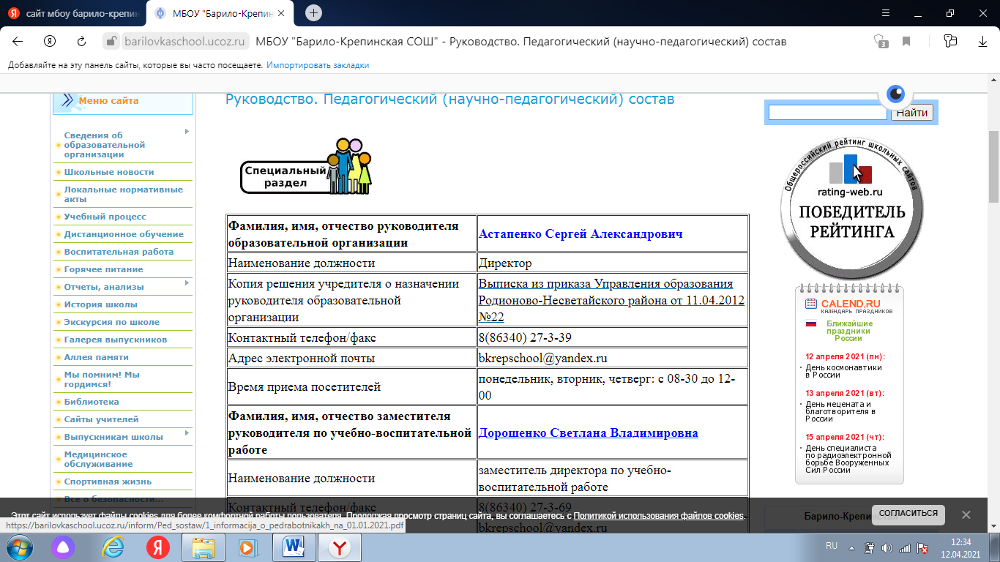 сайт мбоу барило-крепин
МБОУ "Барило-Крепин
barilovkaschool.ucoz.ru
МБОУ "Барило-Крепинская СОШ" - Руководство. Педагогический (научно-педагогический) состав
3
Добавляйте на эту панель сайты, которые вы часто посещаете. Импортировать закладки
Меню сайта
Сведения об
образовательной
организации
Школьные новости
Локальные нормативные
акты
Учебный процесс
Дистанционное обучение
Воспитательная работа
Горячее питание
Отчеты, анализы
История школы
Экскурсия по школе
Галерея выпускников
Аллея памяти
Мы помним! Мы
гордимся!
Библиотека
Сайты учителей
Выпускникам школы
Медицинское
обслуживание
Спортивная жизнь
Все о безопасности...
Руководство. Педагогический (научно-педагогический) состав
Специальный
раздел
Фамилия, имя, отчество руководителя
образовательной организации
Астапенко Сергей Александрович
Наименование должности
Директор
Копия решения учредителя о назначении
руководителя образовательной
организации
Выписка из приказа Управления образования
Родионово-Несветайского района от 11.04.2012
№22
Контактный телефон/факс
8(86340) 27-3-39
Адрес электронной почты
bkrepschool@yandex.ru
Время приема посетителей
понедельник, вторник, четверг: с 08-30 до 12-
00
Фамилия, имя, отчество заместителя
руководителя по учебно-воспитательной
работе
Дорошенко Светлана Владимировна
Наименование должности
заместитель директора по учебно-
воспитательной работе
Контактный телефон/факс
8(86340) 27-3-69
bkrepschool@yandex.ru
Найти
Общероссийский рейтинг школьных сайтов
rating-web.ru
ПОБЕДИТЕЛЬ
РЕЙТИНГА
CALEND.RU
КАЛЕНДАРЬ ПРАЗДНИКОВ
Ближайшие
праздники
России
12 апреля 2021 (пн):
День космонавтики
в России
13 апреля 2021 (вт):
День мецената и
благотворителя в
России
15 апреля 2021 (чт):
День специалиста
по радиоэлектронной
борьбе Вооруженных
Сил России
Барило-Крепинская
Этот сайт использует файлы cookies для более комфортной работы пользователя. Продолжая просмотр страниц сайта, вы соглашаетесь с Политикой использования файлов cookies.
СОГЛАСИТЬСЯ
https://barilovkaschool.ucoz.ru/inform/Ped_sostaw/1_informacija_o_pedrabotnikakh_na_01.01.2021.pdf
RU
12:34
12.04.2021